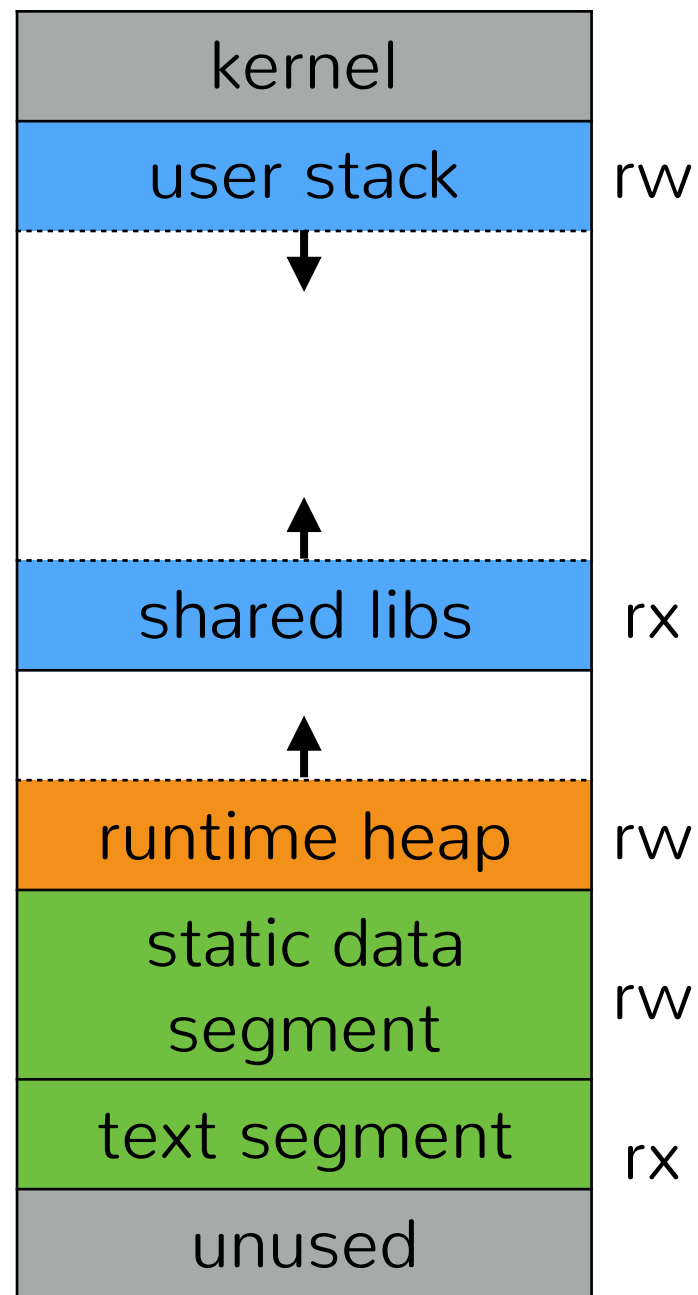 kernel
user stack rw
shared libs rx
runtime heap rw
static data
segment rw
text segment rx
unused